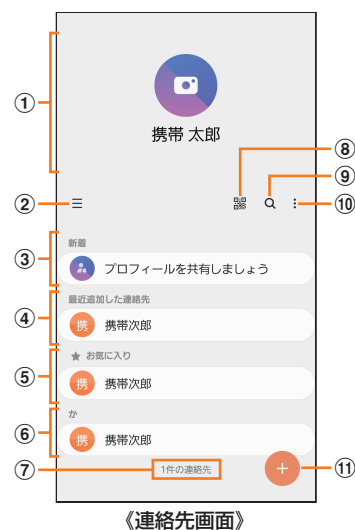 ①
携帯 太郎
⑧
⑨
② ⑩
新着
③ プロフィールを共有しましょう
最近追加した連絡先
④ 携 携帯次郎
お気に入り
⑤ 携 携帯次郎
か
⑥ 携 携帯次郎
⑦ 1件の連絡先 ⑪
《連絡先画面》